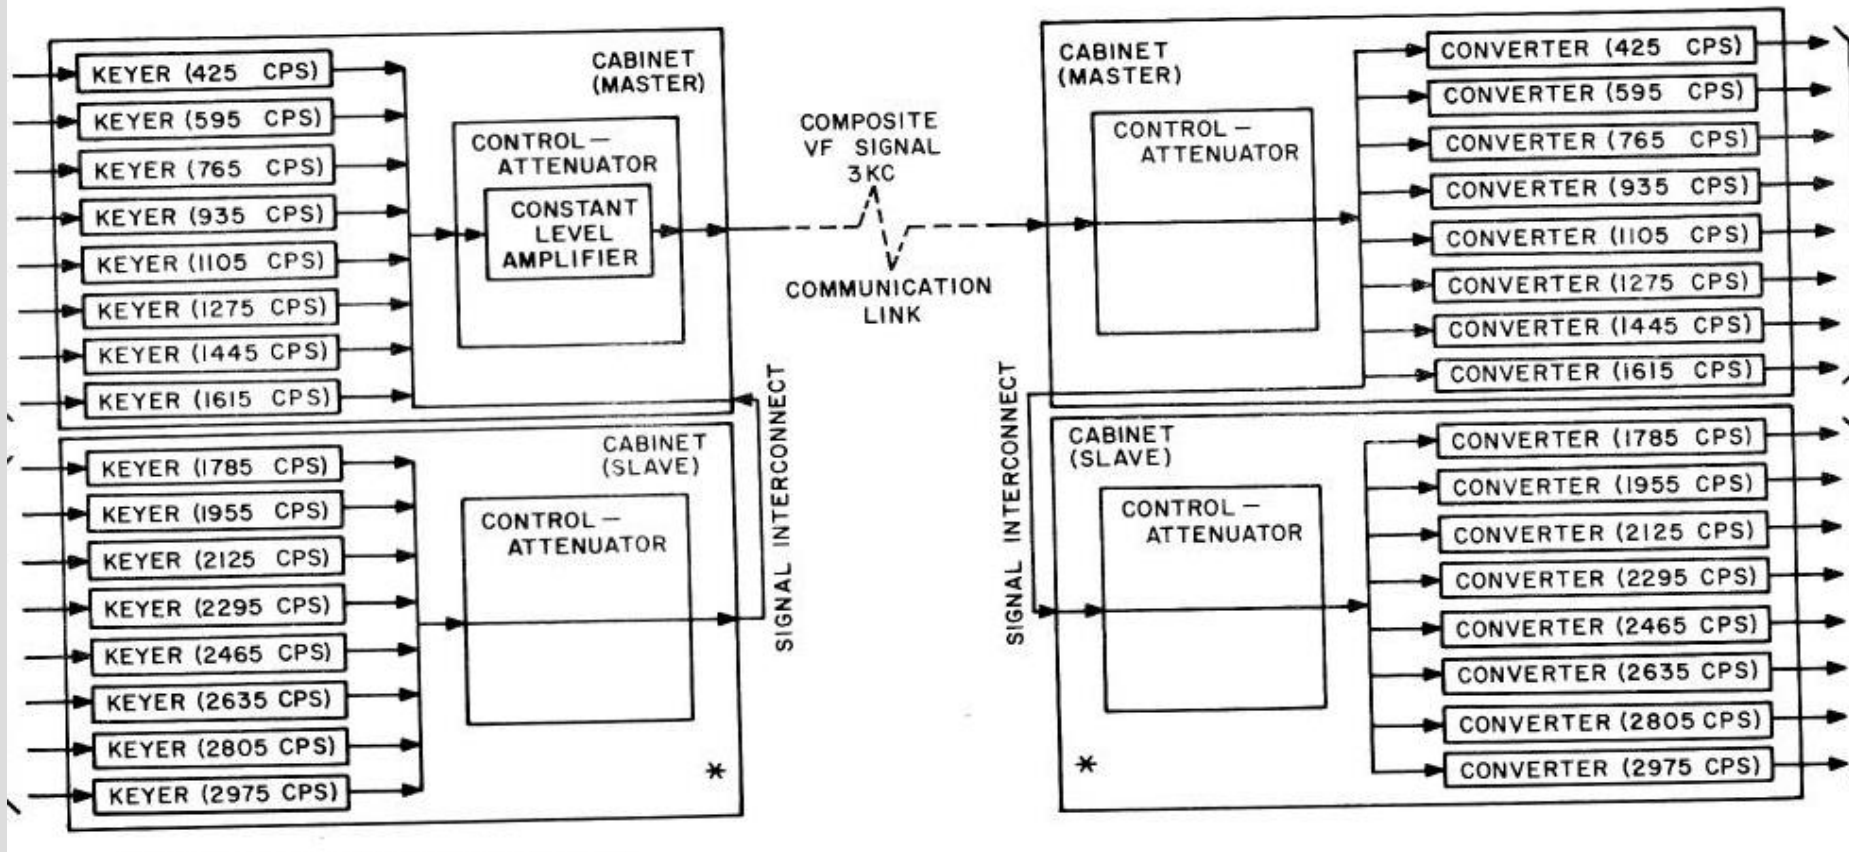 KEYER (425 CPS)
KEYER (595 CPS)
KEYER (765 CPS)
KEYER (935 CPS)
KEYER (1105 CPS)
KEYER (1275 CPS)
KEYER (1445 CPS)
KEYER (1615 CPS)
CABINET
(MASTER)
CONTROL –
ATTENUATOR
CONSTANT
LEVEL
AMPLIFIER
KEYER (1785 CPS)
KEYER (1955 CPS)
KEYER (2125 CPS)
KEYER (2295 CPS)
KEYER (2465 CPS)
KEYER (2635 CPS)
KEYER (2805 CPS)
KEYER (2975 CPS)
CABINET
(SLAVE)
CONTROL –
ATTENUATOR
*
SIGNAL INTERCONNECT
COMPOSITE
VF SIGNAL
3KC
COMMUNICATION
LINK
SIGNAL INTERCONNECT
CABINET
(MASTER)
CONTROL –
ATTENUATOR
CONVERTER (425 CPS)
CONVERTER (595 CPS)
CONVERTER (765 CPS)
CONVERTER (935 CPS)
CONVERTER (1105 CPS)
CONVERTER (1275 CPS)
CONVERTER (1445 CPS)
CONVERTER (1615 CPS)
CABINET
(SLAVE)
CONTROL –
ATTENUATOR
*
CONVERTER (1785 CPS)
CONVERTER (1955 CPS)
CONVERTER (2125 CPS)
CONVERTER (2295 CPS)
CONVERTER (2465 CPS)
CONVERTER (2635 CPS)
CONVERTER (2805 CPS)
CONVERTER (2975 CPS)